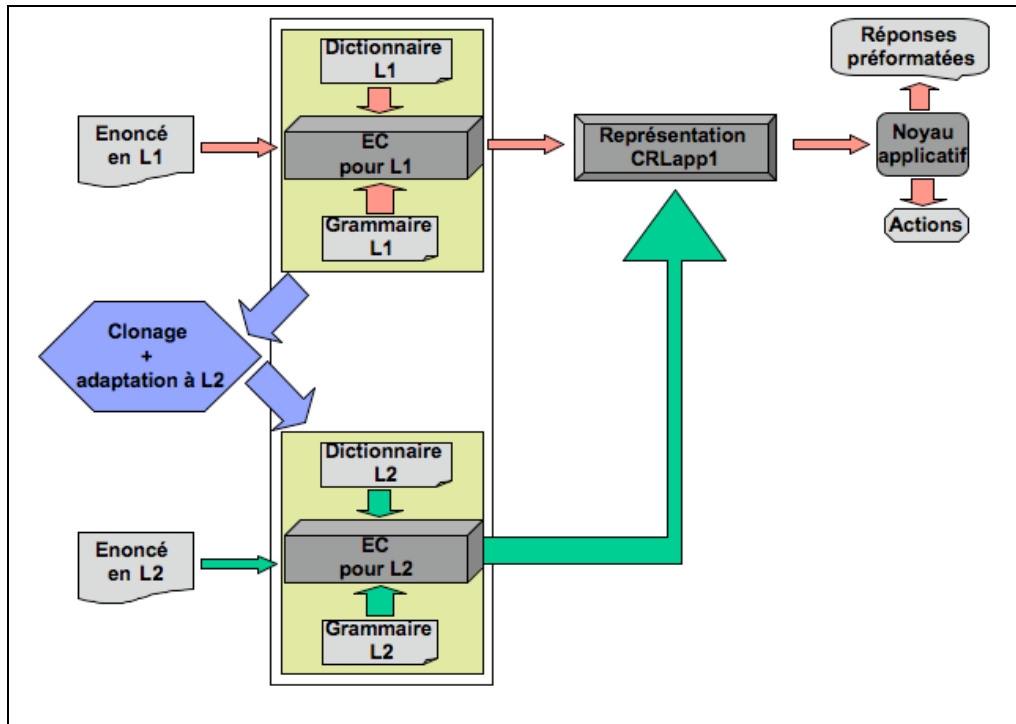 Dictionnaire
L1
Enoncé
en L1
EC
pour L1
Grammaire
L1
Représentation
CRLapp1
Réponses
préformatées
Noyau
applicatif
Actions
Clonage
+
adaptation à L2
Dictionnaire
L2
Enoncé
en L2
EC
pour L2
Grammaire
L2